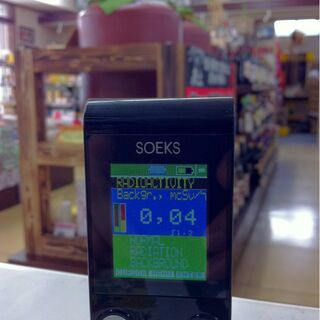 SOEKS
RADIOACTIVITY
Backgr., mcSv/h
0,04
NORMAL
RADIATION
BACKGROUND